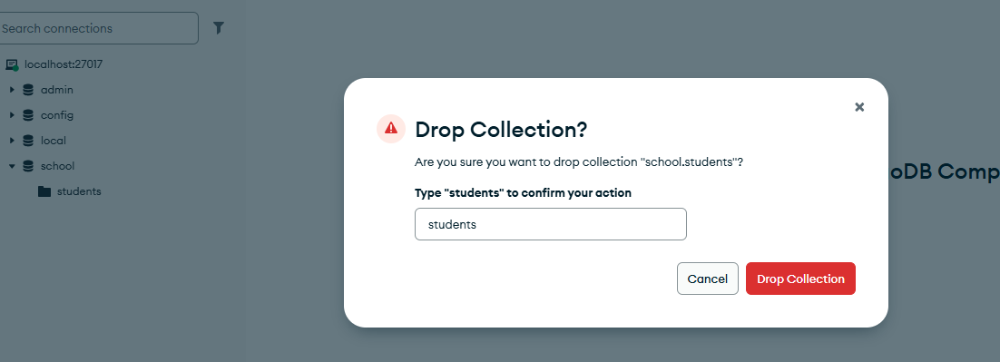 Search connections
localhost:27017
admin
config
local
school
students
Drop Collection?
Are you sure you want to drop collection "school.students"?
Type "students" to confirm your action
students
Cancel
Drop Collection
oDB Comp